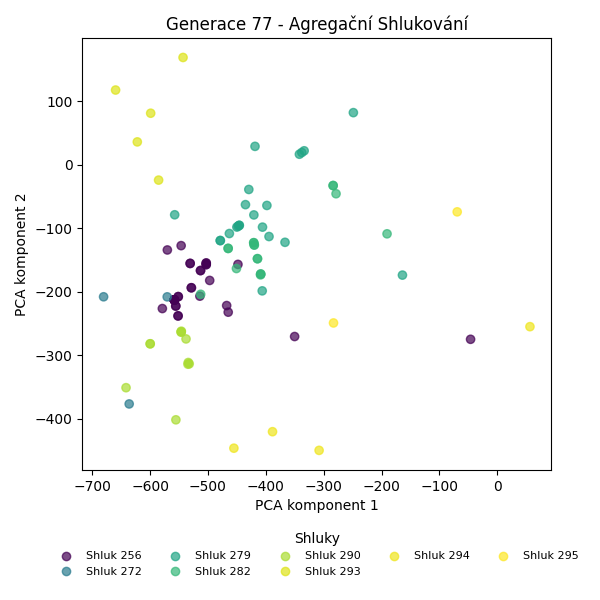 Generace 77 - Agregační Shlukování
100
0
−100
−200
−300
−400
PCA komponent 2
−700 −600 −500 −400 −300 −200 −100 0
PCA komponent 1
Shluky
Shluk 256 Shluk 279 Shluk 290 Shluk 294 Shluk 295
Shluk 272 Shluk 282 Shluk 293